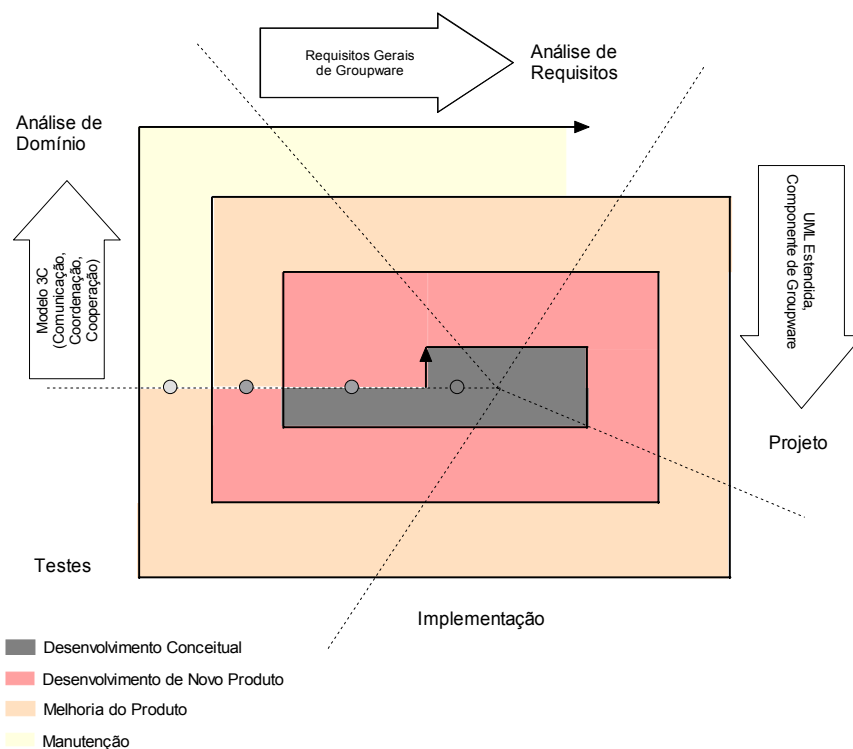 Requisitos Gerais
de Groupware
Análise de
Requisitos
Análise de
Domínio
Modelo 3C
(Comunicação,
Coordenação,
Cooperação)
UML Estendida,
Componente de Groupware
Projeto
Testes
Implementação
Desenvolvimento Conceitual
Desenvolvimento de Novo Produto
Melhoria do Produto
Manutenção